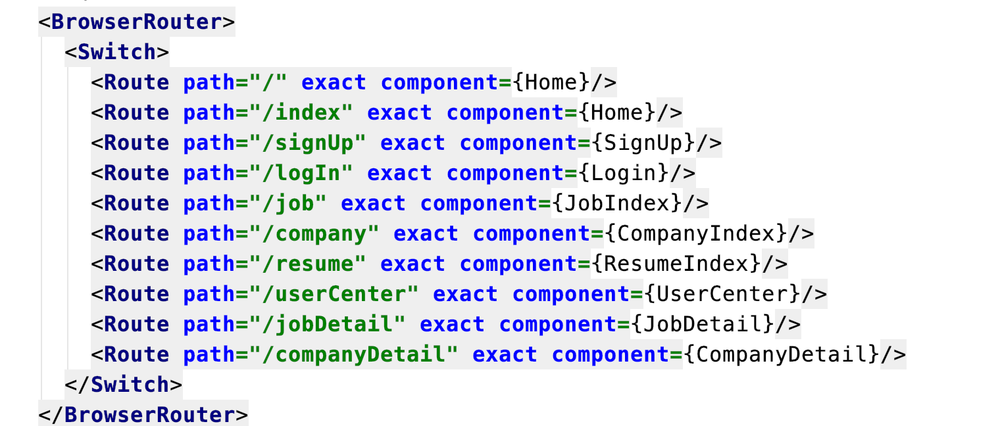 <BrowserRouter>
<Switch>
<Route path="/" exact component={Home}/>
<Route path="/index" exact component={Home}/>
<Route path="/signUp" exact component={SignUp}/>
<Route path="/logIn" exact component={Login}/>
<Route path="/job" exact component={JobIndex}/>
<Route path="/company" exact component={CompanyIndex}/>
<Route path="/resume" exact component={ResumeIndex}/>
<Route path="/userCenter" exact component={UserCenter}/>
<Route path="/jobDetail" exact component={JobDetail}/>
<Route path="/companyDetail" exact component={CompanyDetail}/>
</Switch>
</BrowserRouter>